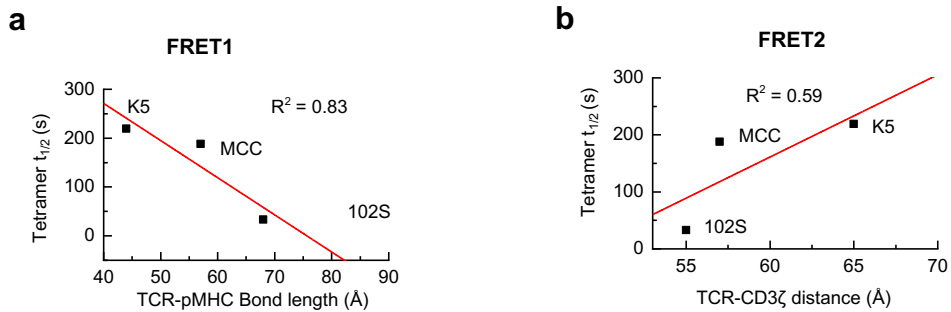 a
FRET1
300
200
100
0
Tetramer t1/2 (s)
K5
R2 = 0.83
MCC
102S
40 50 60 70 80 90
TCR-pMHC Bond length (Å)
b
FRET2
300
200
100
0
Tetramer t1/2 (s)
R2 = 0.59
MCC
K5
102S
55 60 65 70
TCR-CD3ζ distance (Å)